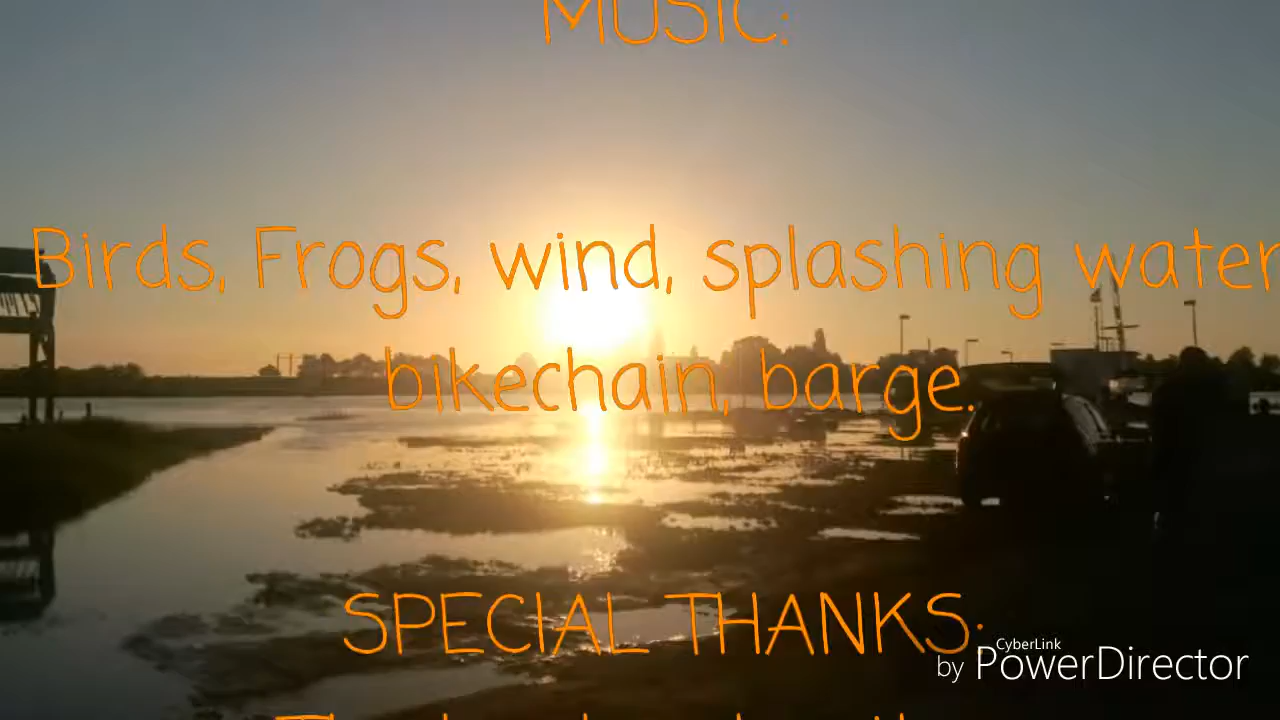 MUSIC:
Birds, Frogs, wind, splashing water
bikechain, barge.
SPECIAL THANKS:
CyberLink
by PowerDirector